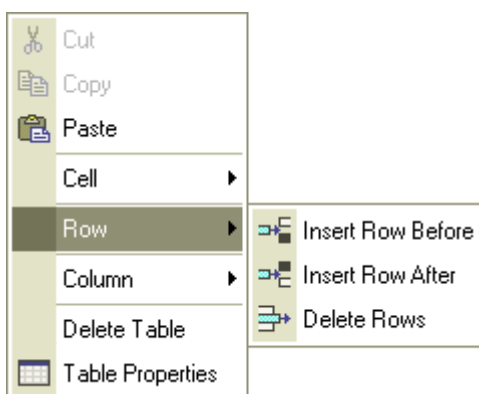 Cut
Copy
Paste
Cell
Row
Column
Delete Table
Table Properties
Insert Row Before
Insert Row After
Delete Rows